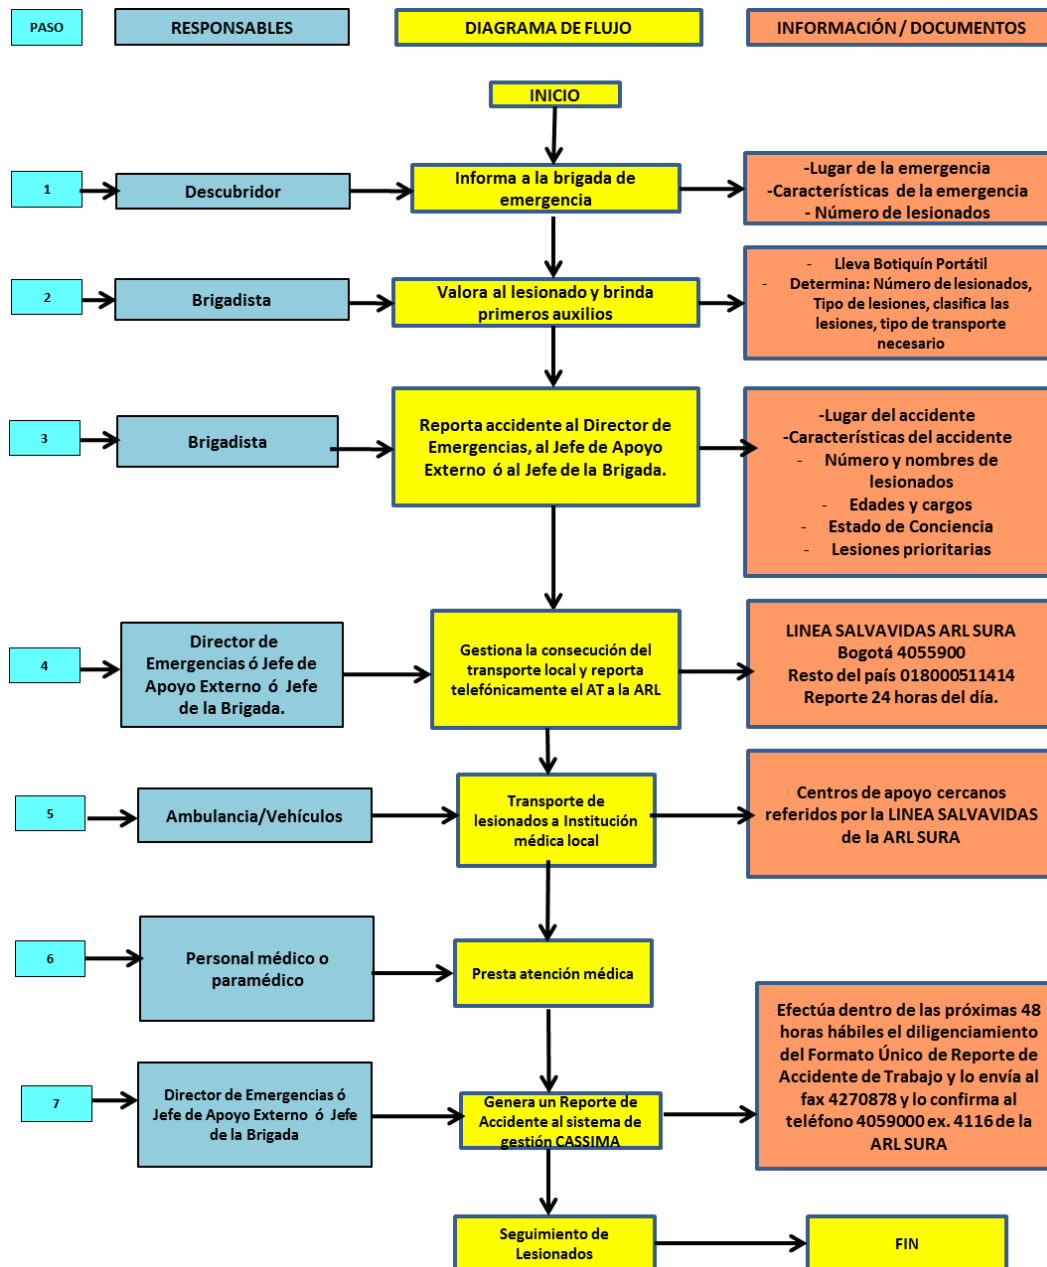 PASO
RESPONSABLES
DIAGRAMA DE FLUJO
INFORMACIÓN / DOCUMENTOS
INICIO
1
Descubridor
Informa a la brigada de
emergencia
-Lugar de la emergencia
-Característícas de la emergencia
- Número de lesionados
2
Brigadista
Valora al lesionado y brinda
primeros auxilios
- Lleva Botiquín Portátil
- Determina: Número de lesionados,
Tipo de lesiones, clasifica las
lesiones, tipo de transporte
necesario
3
Brigadista
Reporta accidente al Director de
Emergencias, al Jefe de Apoyo
Externo ó al Jefe de la Brigada.
-Lugar del accidente
-Características del accidente
- Número y nombres de
lesionados
- Edades y cargos
- Estado de Conciencia
- Lesiones prioritarias
4
Director de
Emergencias ó Jefe de
Apoyo Externo ó Jefe
de la Brigada.
Gestiona la consecución del
transporte local y reporta
telefónicamente el AT a la ARL
LINEA SALVAVIDAS ARL SURA
Bogotá 4055900
Resto del país 018000511414
Reporte 24 horas del día.
5
Ambulancia/Vehículos
Transporte de
lesionados a Institución
médica local
Centros de apoyo cercanos
referidos por la LINEA SALVAVIDAS
de la ARL SURA
6
Personal médico o
paramédico
Presta atención médica
7
Director de Emergencias ó
Jefe de Apoyo Externo ó Jefe
de la Brigada
Genera un Reporte de
Accidente al sistema de
gestión CASSIMA
Efectúa dentro de las próximas 48
horas hábiles el diligenciamiento
del Formato Único de Reporte de
Accidente de Trabajo y lo envía al
fax 4270878 y lo confirma al
teléfono 4059000 ex. 4116 de la
ARL SURA
Seguimiento de
Lesionados
FIN